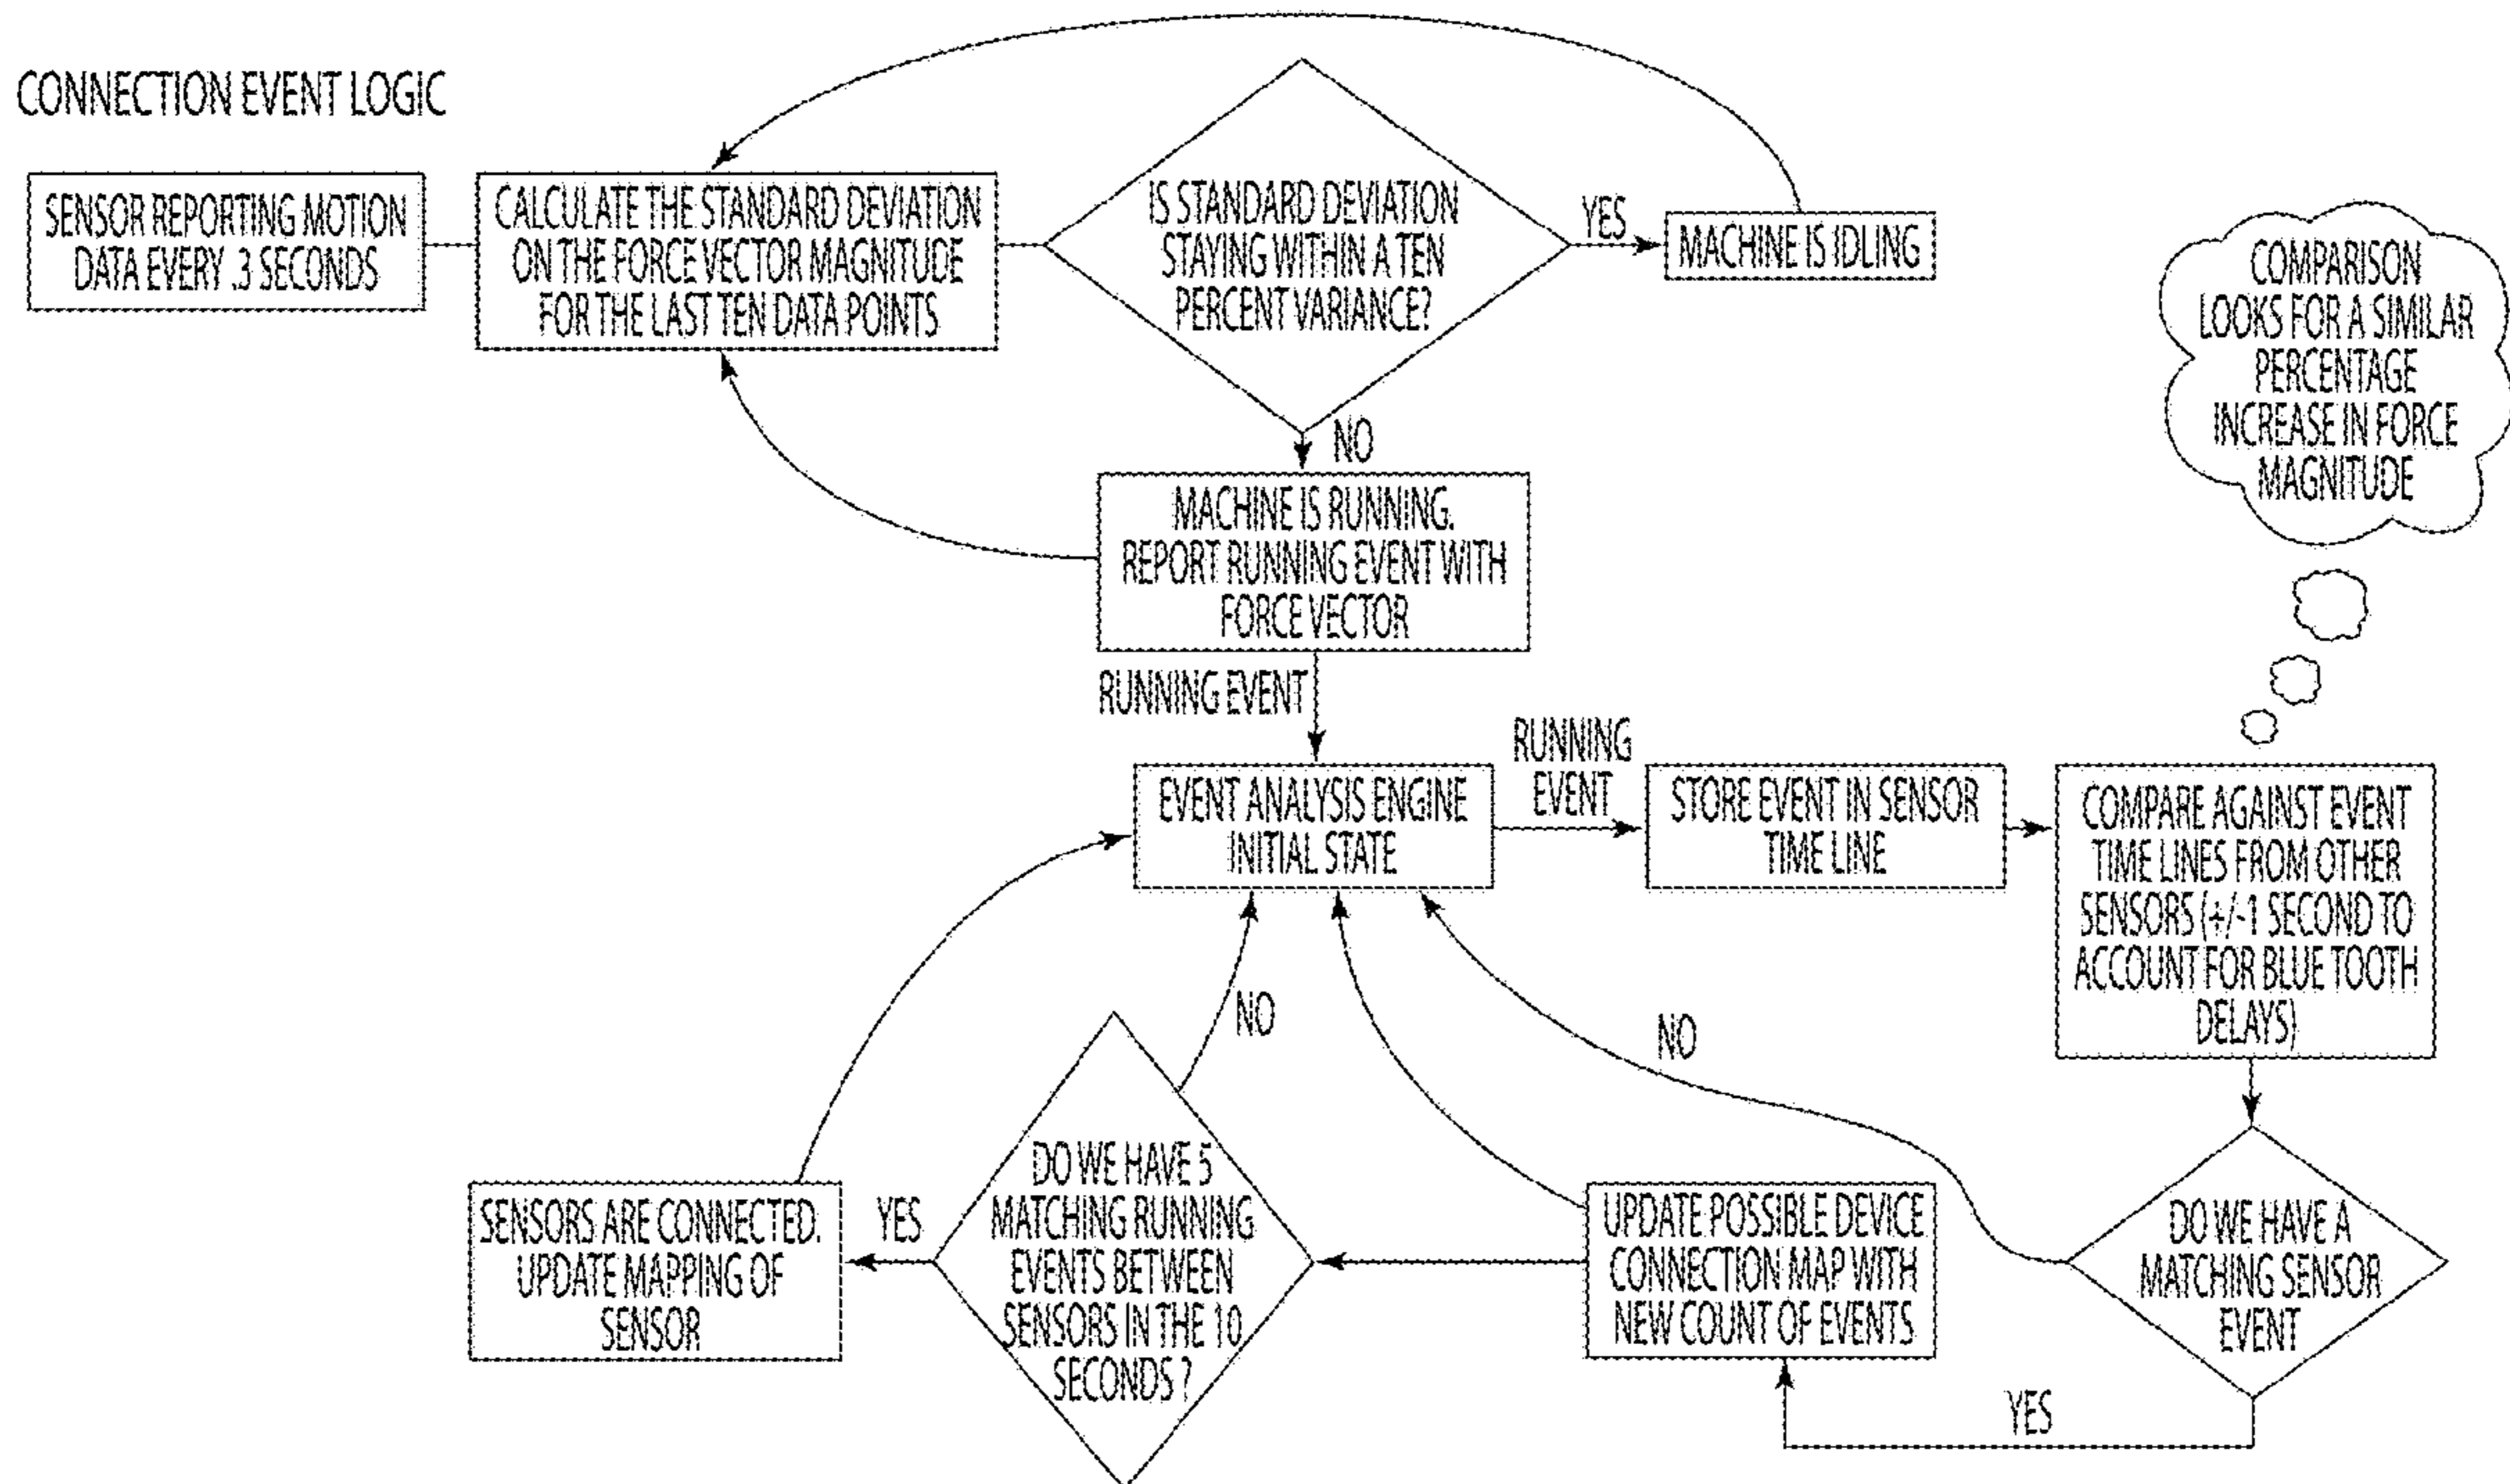 CONNECTION EVENT LOGIC
SENSOR REPORTING MOTION
DATA EVERY .3 SECONDS
CALCULATE THE STANDARD DEVIATION
ON THE FORCE VECTOR MAGNITUDE
FOR THE LAST TEN DATA POINTS
IS STANDARD DEVIATION
STAYING WITHIN A TEN
PERCENT VARIANCE?
YES
MACHINE IS IDLING
COMPARISON
LOOKS FOR A SIMILAR
PERCENTAGE
INCREASE IN FORCE
MAGNITUDE
NO
MACHINE IS RUNNING.
REPORT RUNNING EVENT WITH
FORCE VECTOR
RUNNING EVENT
EVENT ANALYSIS ENGINE
INITIAL STATE
RUNNING
EVENT
STORE EVENT IN SENSOR
TIME LINE
COMPARE AGAINST EVENT
TIME LINES FROM OTHER
SENSORS (+/-1 SECOND TO
ACCOUNT FOR BLUE TOOTH
DELAYS)
NO
NO
DO WE HAVE A
MATCHING SENSOR
EVENT
YES
UPDATE POSSIBLE DEVICE
CONNECTION MAP WITH
NEW COUNT OF EVENTS
DO WE HAVE 5
MATCHING RUNNING
EVENTS BETWEEN
SENSORS IN THE 10
SECONDS ?
YES
SENSORS ARE CONNECTED.
UPDATE MAPPING OF
SENSOR